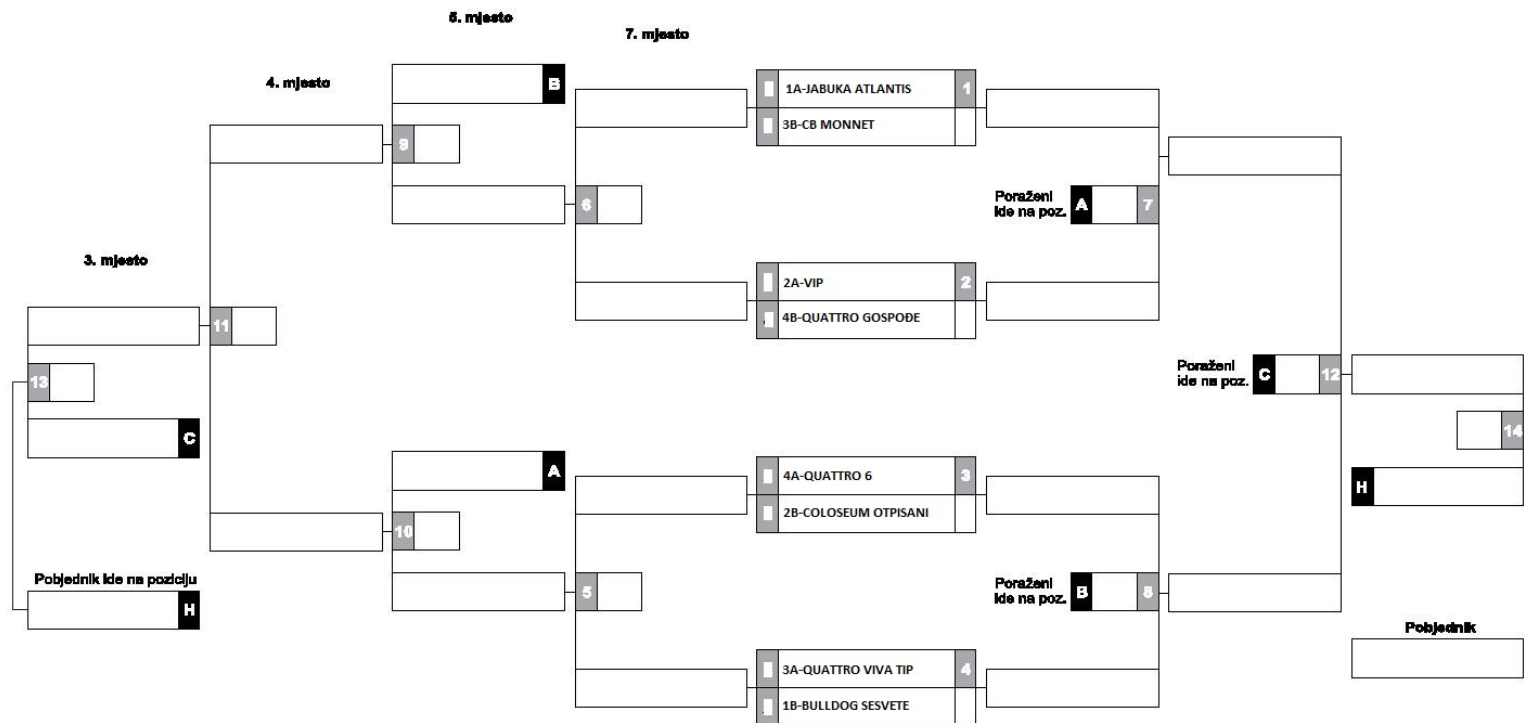 5. mjesto
7. mjesto
4. mjesto
B
1A-JABUKA ATLANTIS
1
3B-CB MONNET
9
Poraženi
ide na poz.
A
7
6
3. mjesto
2A-VIP
2
4B-QUATTRO GOSPOĐE
11
Poraženi
ide na poz.
C
12
13
C
14
A
4A-QUATTRO 6
3
2B-COLOSEUM OTPISANI
H
10
Pobjednik ide na poziciju
H
5
Poraženi
ide na poz.
B
8
Pobjednik
3A-QUATTRO VIVA TIP
4
1B-BULLDOG SESVETE